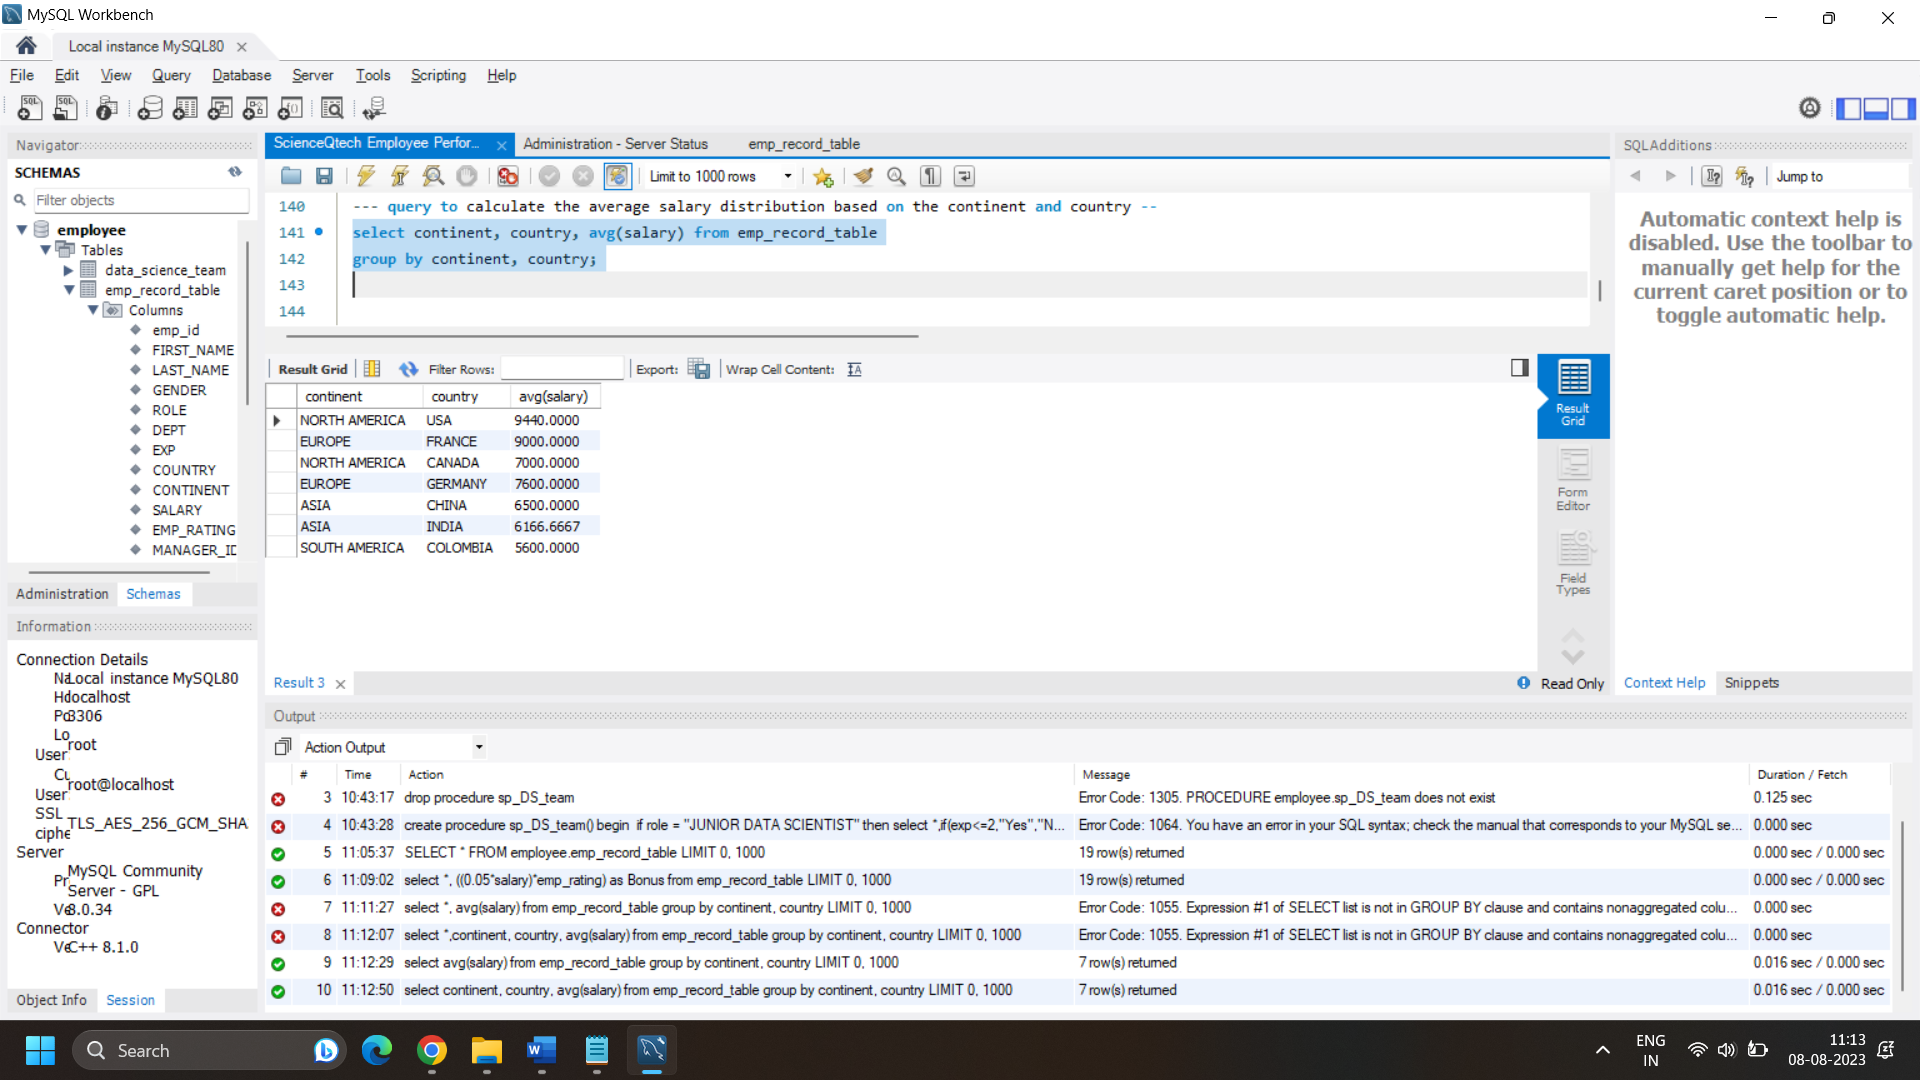 MySQL Workbench
Local instance MySQL80
File Edit View Query Database Server Tools Scripting Help
Navigator
SCHEMAS
Filter objects
employee
Tables
data_science_team
emp_record_table
Columns
emp_id
FIRST_NAME
LAST_NAME
GENDER
ROLE
DEPT
EXP
COUNTRY
CONTINENT
SALARY
EMP_RATING
MANAGER_ID
Administration Schemas
Information
Connection Details
Local instance MySQL80
localhost
3306
root
User
root@localhost
User
SSL
TLS_AES_256_GCM_SHA
Server
MySQL Community
Server - GPL
8.0.34
Connector
C++ 8.1.0
Object Info Session
ScienceQtech Employee Perfor... Administration - Server Status emp_record_table
Limit to 1000 rows
140 --- query to calculate the average salary distribution based on the continent and country --
141 select continent, country, avg(salary) from emp_record_table
142 group by continent, country;
143
144
Result Grid Filter Rows: Export: Wrap Cell Content:
continent country avg(salary)
NORTH AMERICA USA 9440.0000
EUROPE FRANCE 9000.0000
NORTH AMERICA CANADA 7000.0000
EUROPE GERMANY 7600.0000
ASIA CHINA 6500.0000
ASIA INDIA 6166.6667
SOUTH AMERICA COLOMBIA 5600.0000
Result Grid
Form Editor
Field Types
Result 3
Read Only
SQLAdditions
Jump to
Automatic context help is
disabled. Use the toolbar to
manually get help for the
current caret position or to
toggle automatic help.
Context Help Snippets
Output
Action Output
# Time Action Message Duration / Fetch
3 10:43:17 drop procedure sp_DS_team Error Code: 1305. PROCEDURE employee.sp_DS_team does not exist 0.125 sec
4 10:43:28 create procedure sp_DS_team() begin if role = "JUNIOR DATA SCIENTIST" then select *,if(exp<=2,"Yes","N... Error Code: 1064. You have an error in your SQL syntax; check the manual that corresponds to your MySQL se... 0.000 sec
5 11:05:37 SELECT * FROM employee.emp_record_table LIMIT 0, 1000 19 row(s) returned 0.000 sec / 0.000 sec
6 11:09:02 select *, ((0.05*salary)*emp_rating) as Bonus from emp_record_table LIMIT 0, 1000 19 row(s) returned 0.000 sec / 0.000 sec
7 11:11:27 select *, avg(salary) from emp_record_table group by continent, country LIMIT 0, 1000 Error Code: 1055. Expression #1 of SELECT list is not in GROUP BY clause and contains nonaggregated colu... 0.000 sec
8 11:12:07 select *,continent, country, avg(salary) from emp_record_table group by continent, country LIMIT 0, 1000 Error Code: 1055. Expression #1 of SELECT list is not in GROUP BY clause and contains nonaggregated colu... 0.000 sec
9 11:12:29 select avg(salary) from emp_record_table group by continent, country LIMIT 0, 1000 7 row(s) returned 0.016 sec / 0.000 sec
10 11:12:50 select continent, country, avg(salary) from emp_record_table group by continent, country LIMIT 0, 1000 7 row(s) returned 0.016 sec / 0.000 sec
Search
ENG
IN
11:13
08-08-2023